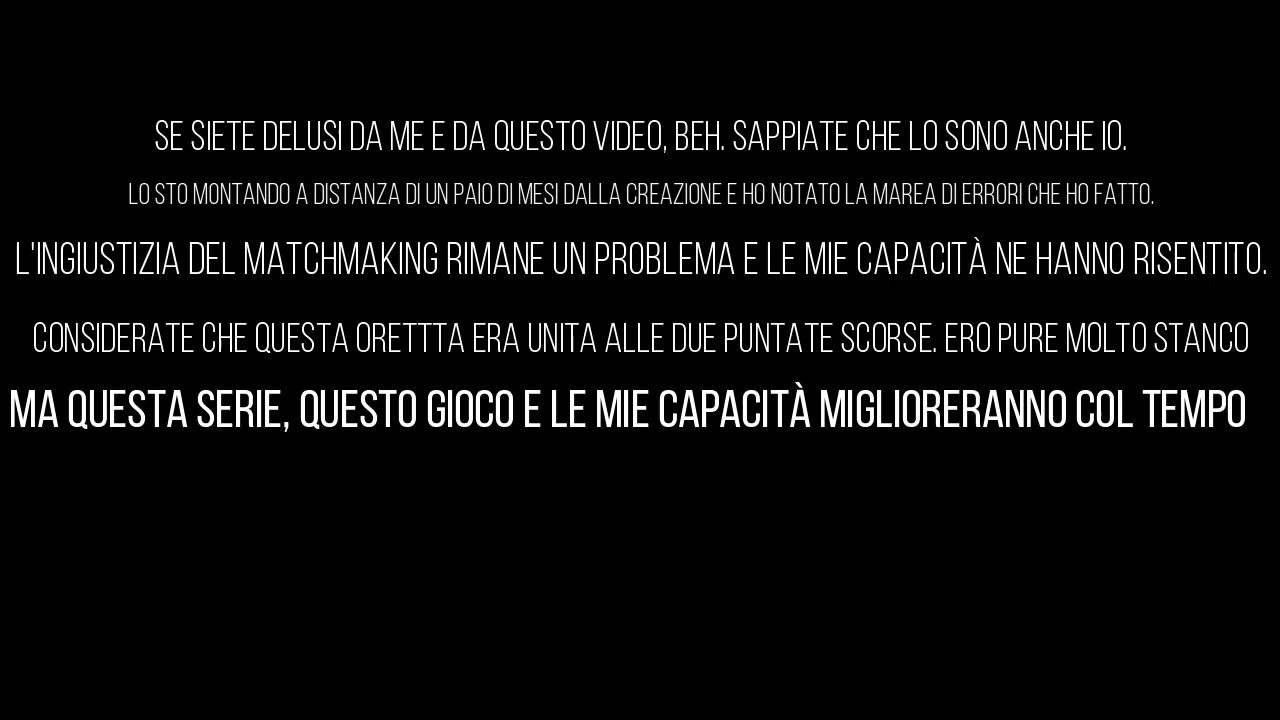 SE SIETE DELUSI DA ME E DA QUESTO VIDEO, BEH. SAPPIATE CHE LO SONO ANCHE IO.
LO STO MONTANDO A DISTANZA DI UN PAIO DI MESI DALLA CREAZIONE E HO NOTATO LA MAREA DI ERRORI CHE HO FATTO.
L'INGIUSTIZIA DEL MATCHMAKING RIMANE UN PROBLEMA E LE MIE CAPACITÀ NE HANNO RISENTITO.
CONSIDERATE CHE QUESTA ORETTTA ERA UNITA ALLE DUE PUNTATE SCORSE. ERO PURE MOLTO STANCO
MA QUESTA SERIE, QUESTO GIOCO E LE MIE CAPACITÀ MIGLIORERANNO COL TEMPO